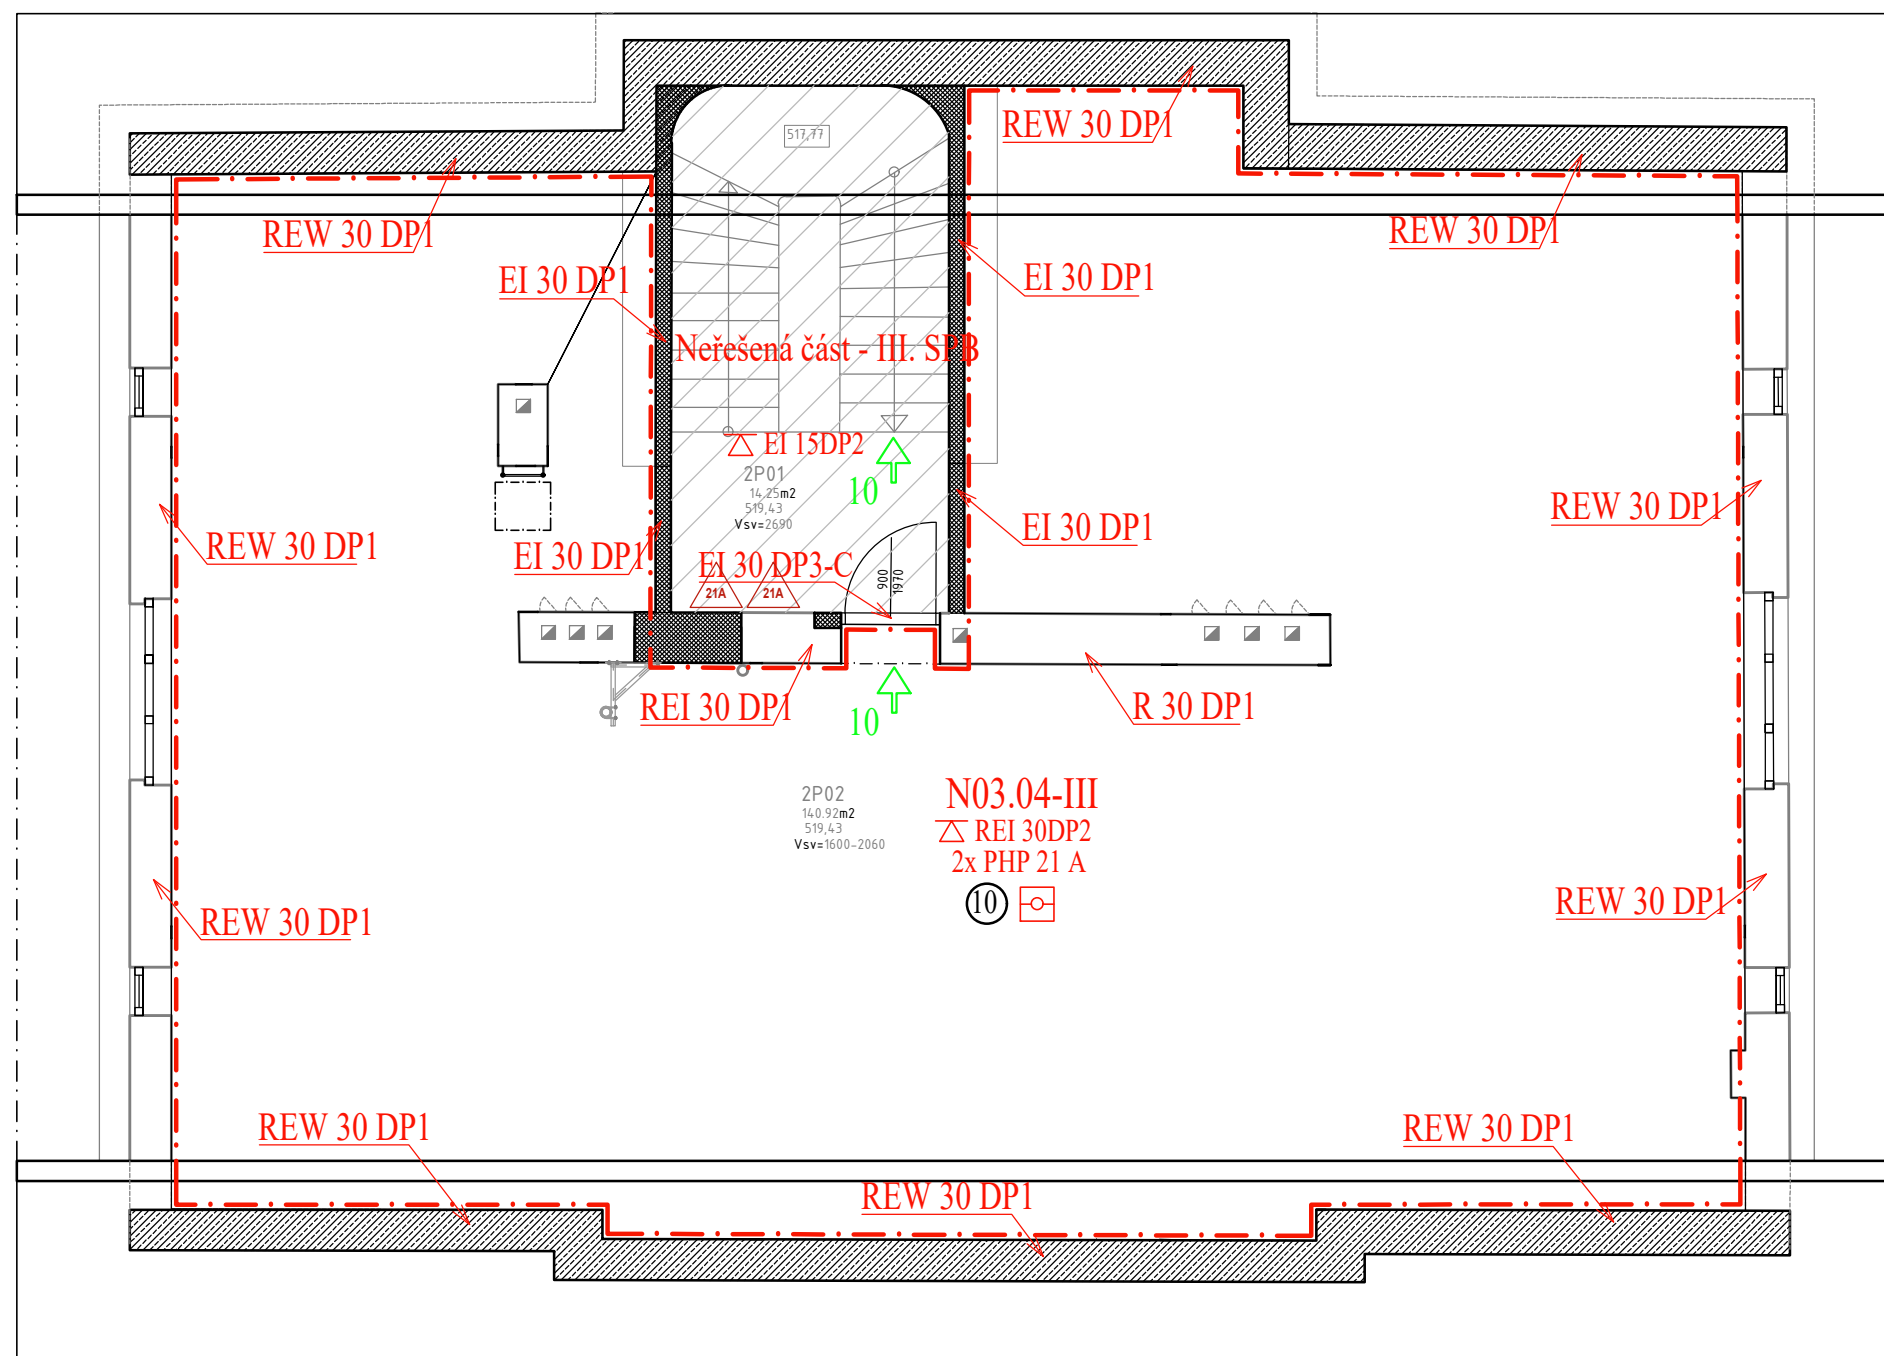 REW 30 DP1
517,77
REW 30 DP1
REW 30 DP1
EI 30 DP1
EI 30 DP1
Neřešená část - III. SPB
EI 15DP2
2P01
14.25m2
519,43
Vsv=2690
10
REW 30 DP1
REW 30 DP1
EI 30 DP1
EI 30 DP1
EI 30 DP3-C
900
1970
21A
21A
REI 30 DP1
10
R 30 DP1
2P02
140.92m2
519,43
Vsv=1600-2060
N03.04-III
REI 30DP2
2x PHP 21 A
10
REW 30 DP1
REW 30 DP1
REW 30 DP1
REW 30 DP1
REW 30 DP1